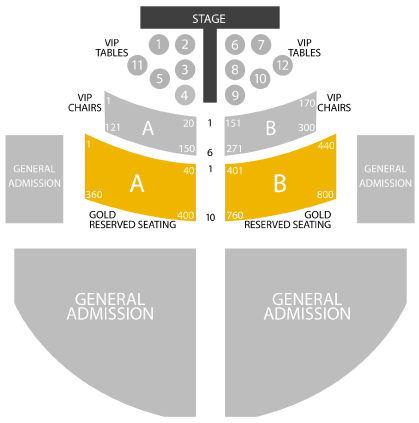 STAGE
VIP
TABLES
1 2 6 7
VIP
TABLES
11 5 3 8 10 12
4 9
VIP
CHAIRS
1 20
121 150
A
1
6
151 170
271 300
B
VIP
CHAIRS
GENERAL
ADMISSION
1 40
360 400
A
1
10
401 440
760 800
B
GENERAL
ADMISSION
GOLD
RESERVED SEATING
GOLD
RESERVED SEATING
GENERAL
ADMISSION
GENERAL
ADMISSION